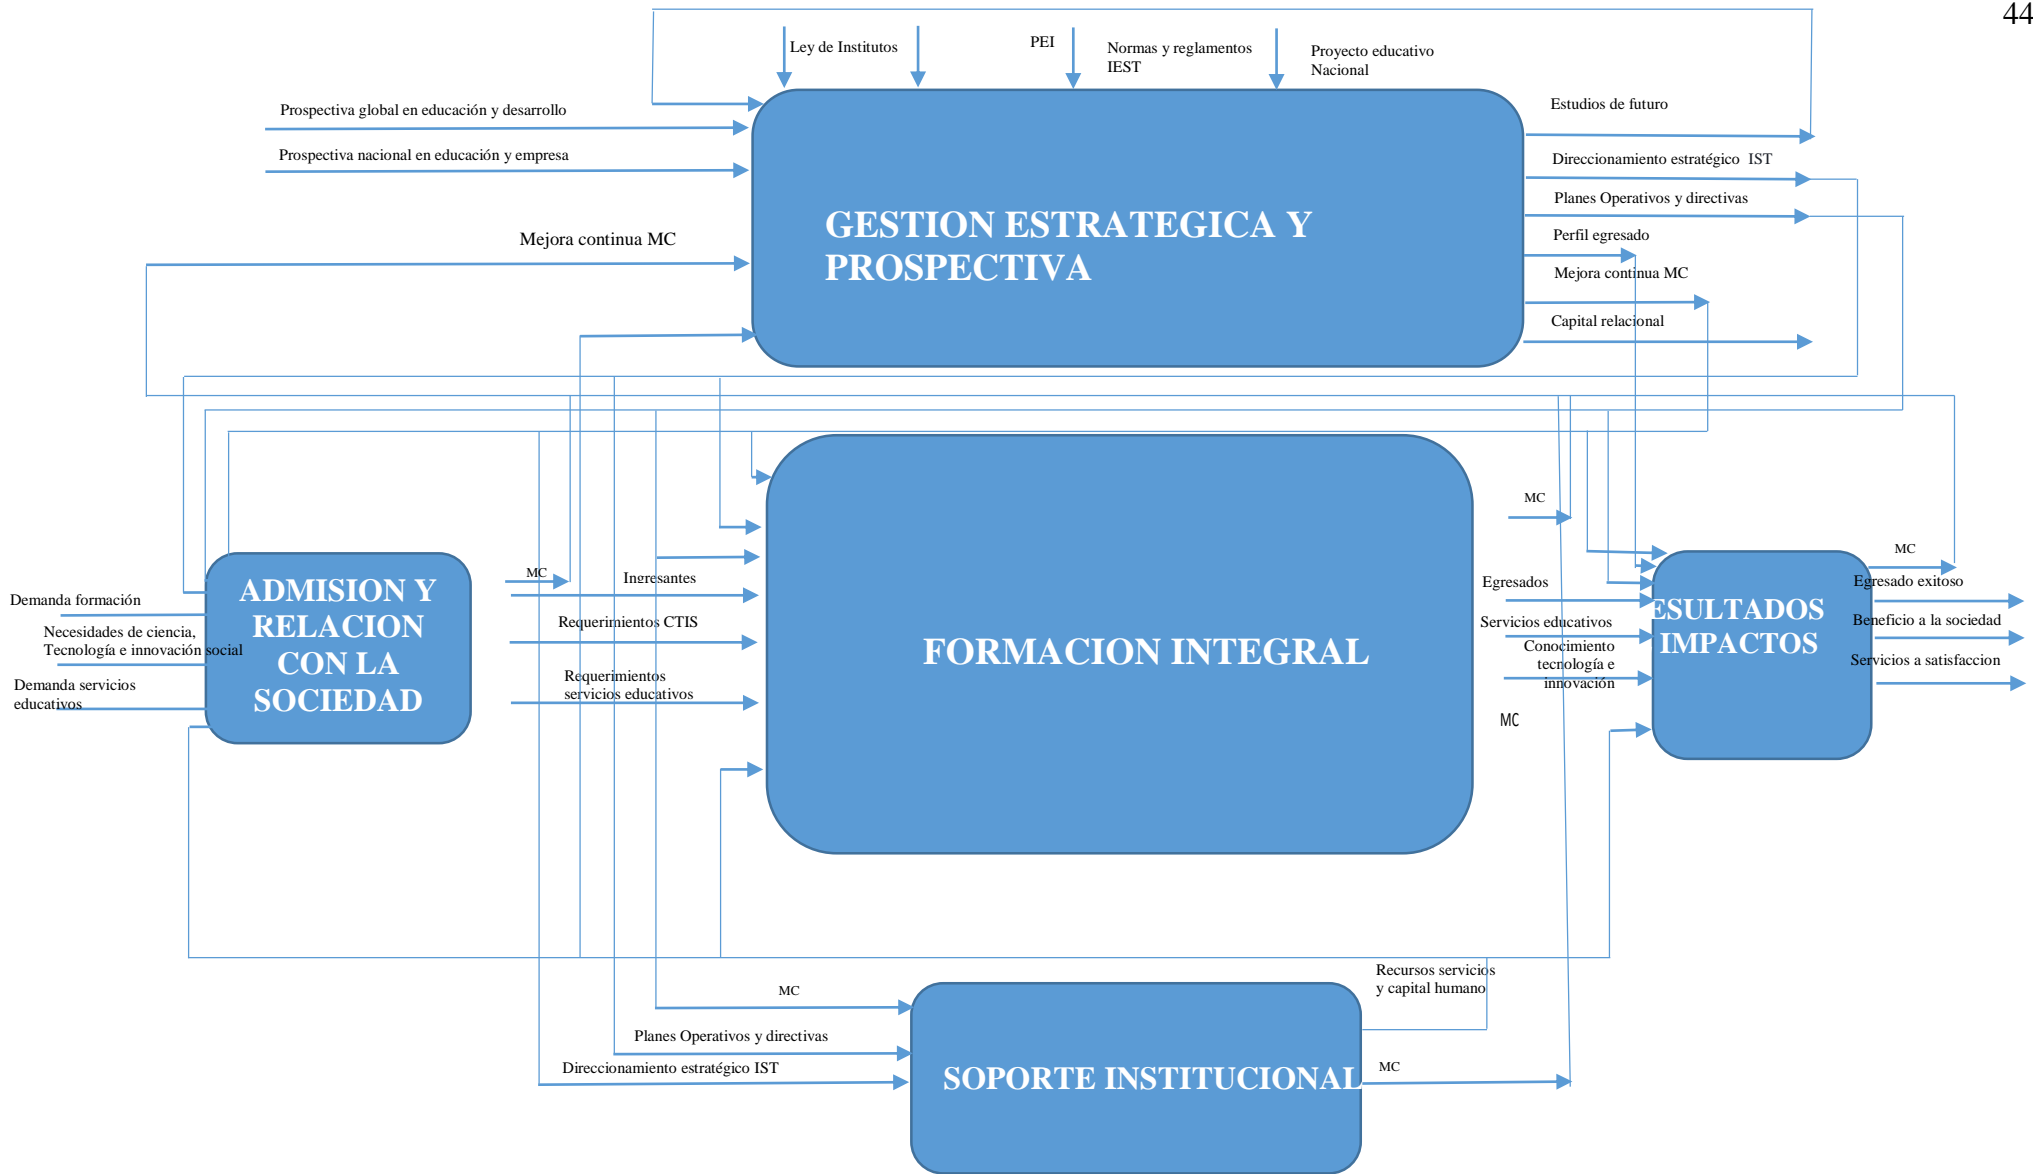 44
Ley de Institutos
PEI
Normas y reglamentos
IEST
Proyecto educativo
Nacional
Prospectiva global en educación y desarrollo
Prospectiva nacional en educación y empresa
Mejora continua MC
GESTION ESTRATEGICA Y
PROSPECTIVA
Estudios de futuro
Direccionamiento estratégico IST
Planes Operativos y directivas
Perfil egresado
Mejora continua MC
Capital relacional
Demanda formación
Necesidades de ciencia,
Tecnología e innovación social
Demanda servicios
educativos
ADMISION Y
RELACION
CON LA
SOCIEDAD
MC
Ingresantes
Requerimientos CTIS
Requerimientos
servicios educativos
FORMACION INTEGRAL
MC
Egresados
Servicios educativos
Conocimiento
tecnología e
innovación
MC
ESULTADOS
IMPACTOS
MC
Egresado exitoso
Beneficio a la sociedad
Servicios a satisfaccion
MC
Planes Operativos y directivas
Direccionamiento estratégico IST
SOPORTE INSTITUCIONAL
Recursos servicios
y capital humano
MC